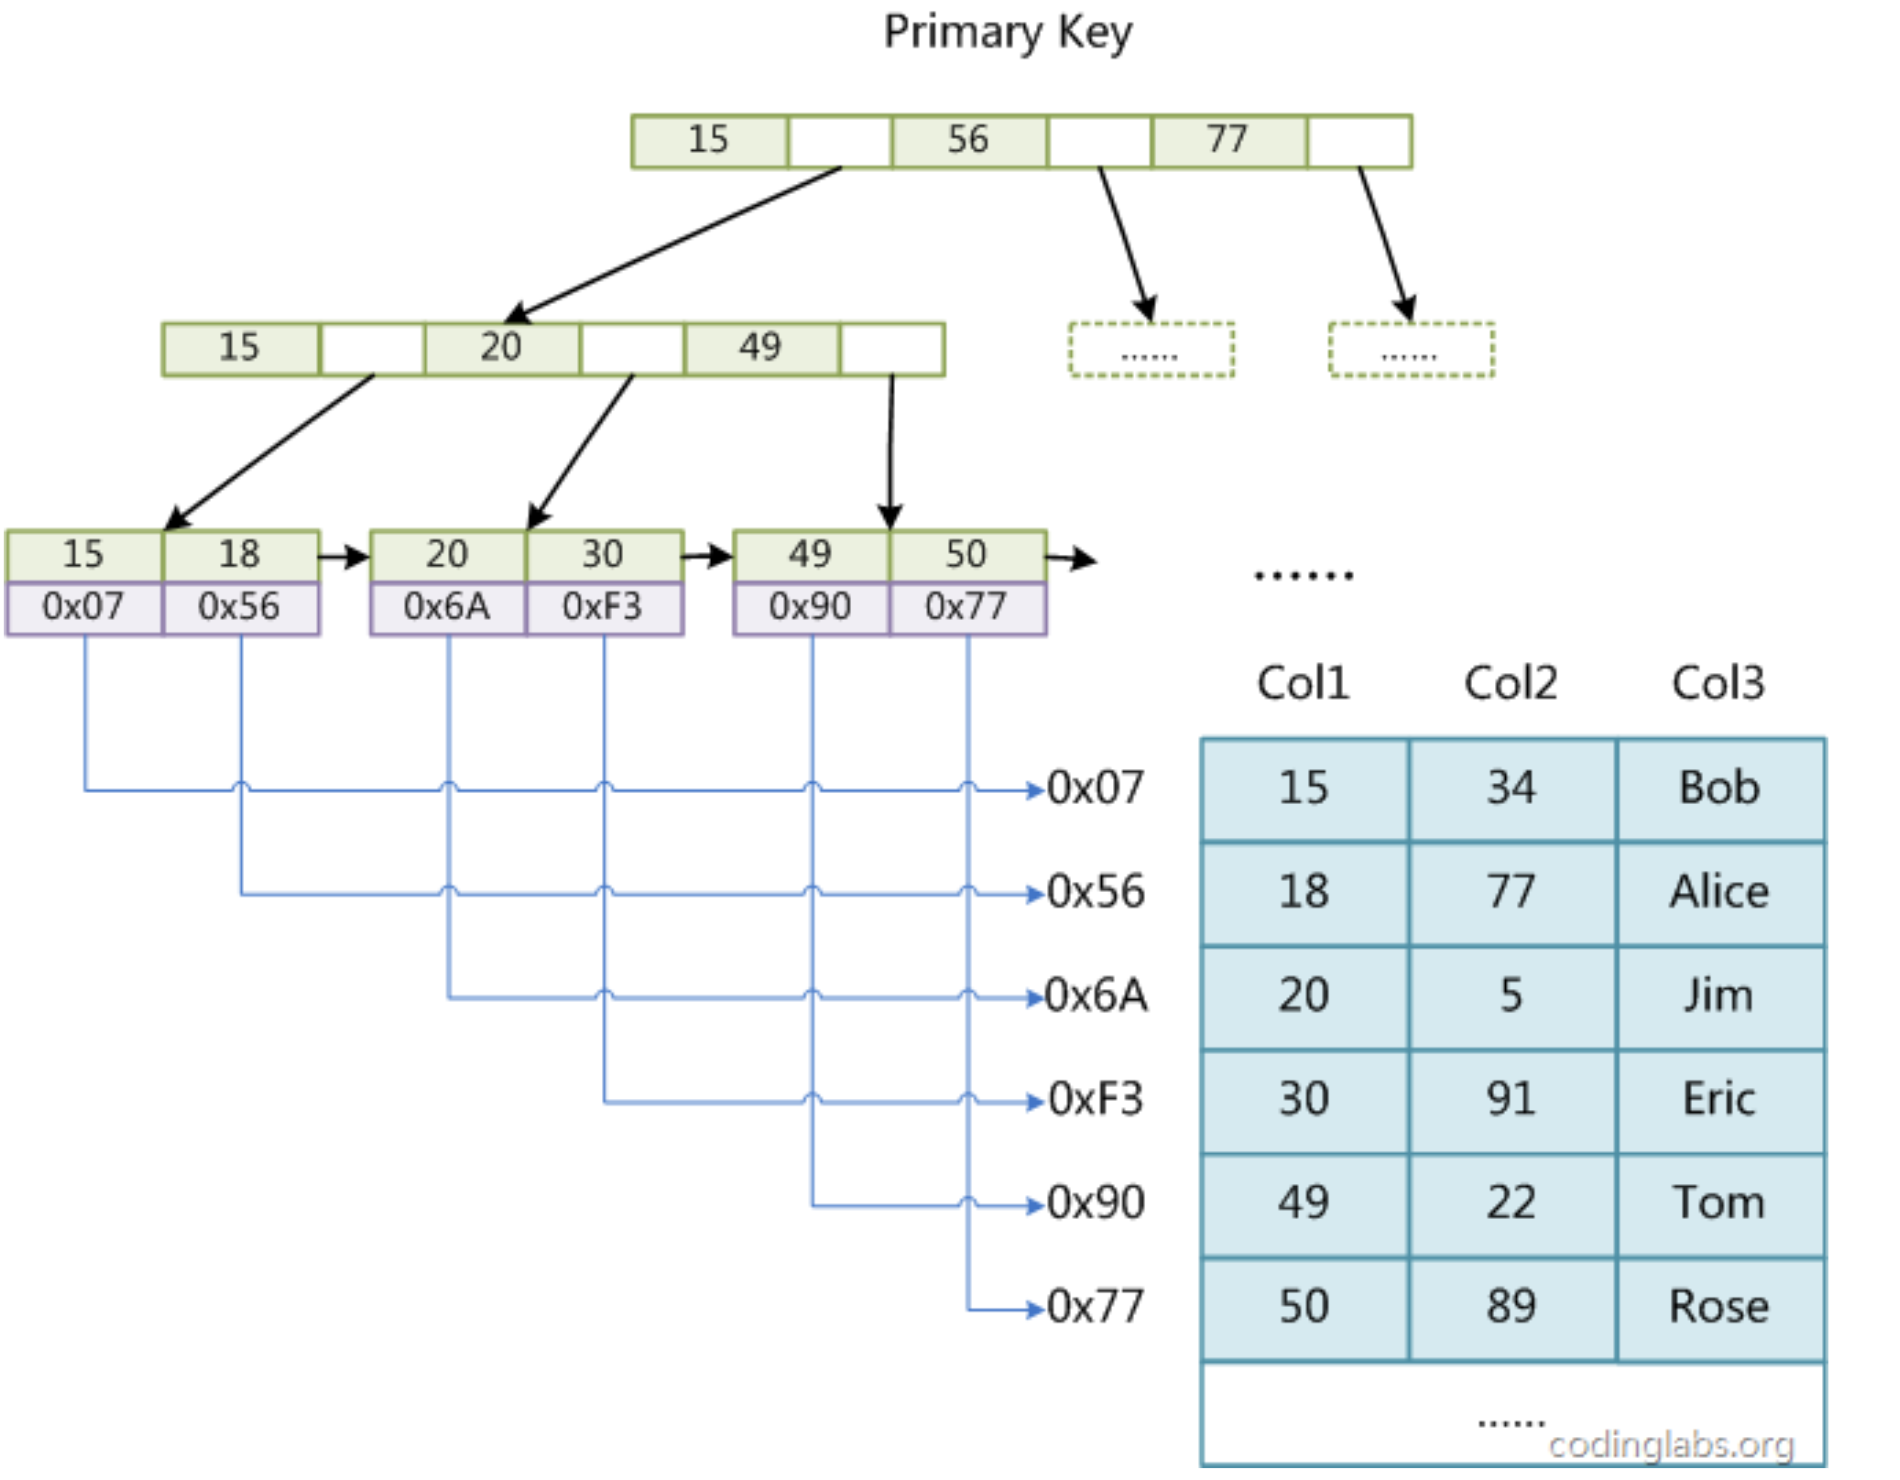 Primary Key
15 56 77
15 20 49 ...... ......
15 18 20 30 49 50
0x07 0x56 0x6A 0xF3 0x90 0x77
......
Col1 Col2 Col3
0x07 15 34 Bob
0x56 18 77 Alice
0x6A 20 5 Jim
0xF3 30 91 Eric
0x90 49 22 Tom
0x77 50 89 Rose
......
codinglabs.org